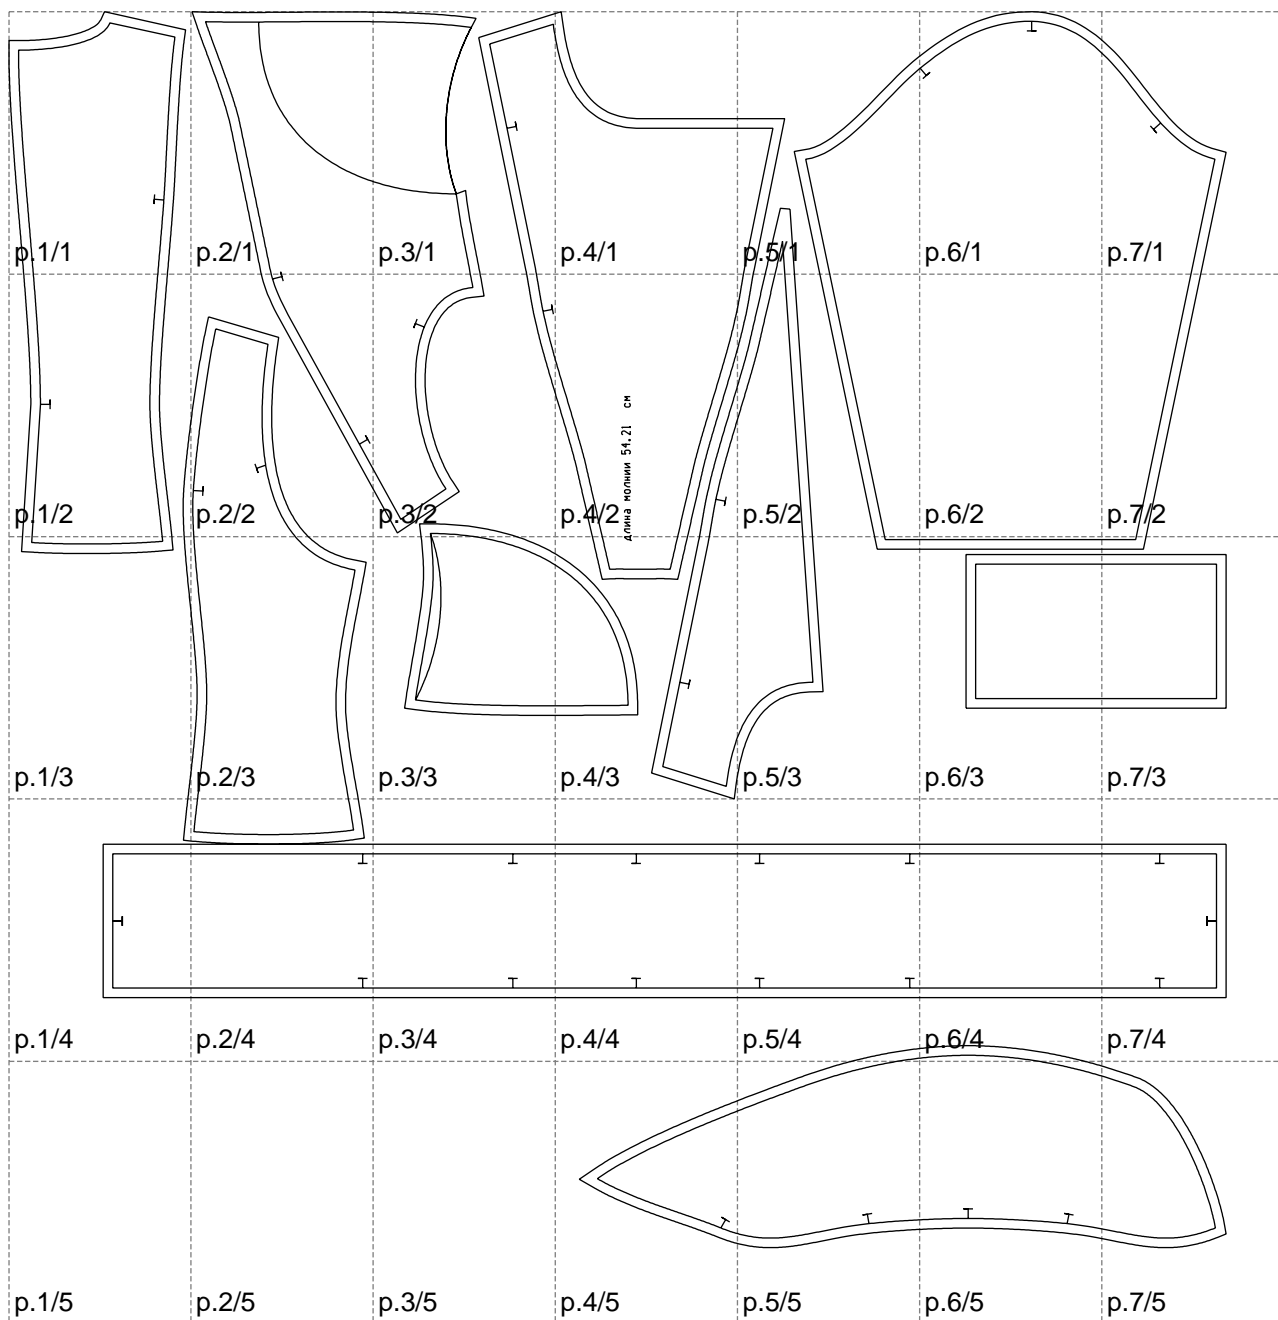 p.1/1 p.2/1 p.3/1 p.4/1 p.5/1 p.6/1 p.7/1
длина молнии 54.21 см
p.1/2 p.2/2 p.3/2 p.4/2 p.5/2 p.6/2 p.7/2
p.1/3 p.2/3 p.3/3 p.4/3 p.5/3 p.6/3 p.7/3
p.1/4 p.2/4 p.3/4 p.4/4 p.5/4 p.6/4 p.7/4
p.1/5 p.2/5 p.3/5 p.4/5 p.5/5 p.6/5 p.7/5